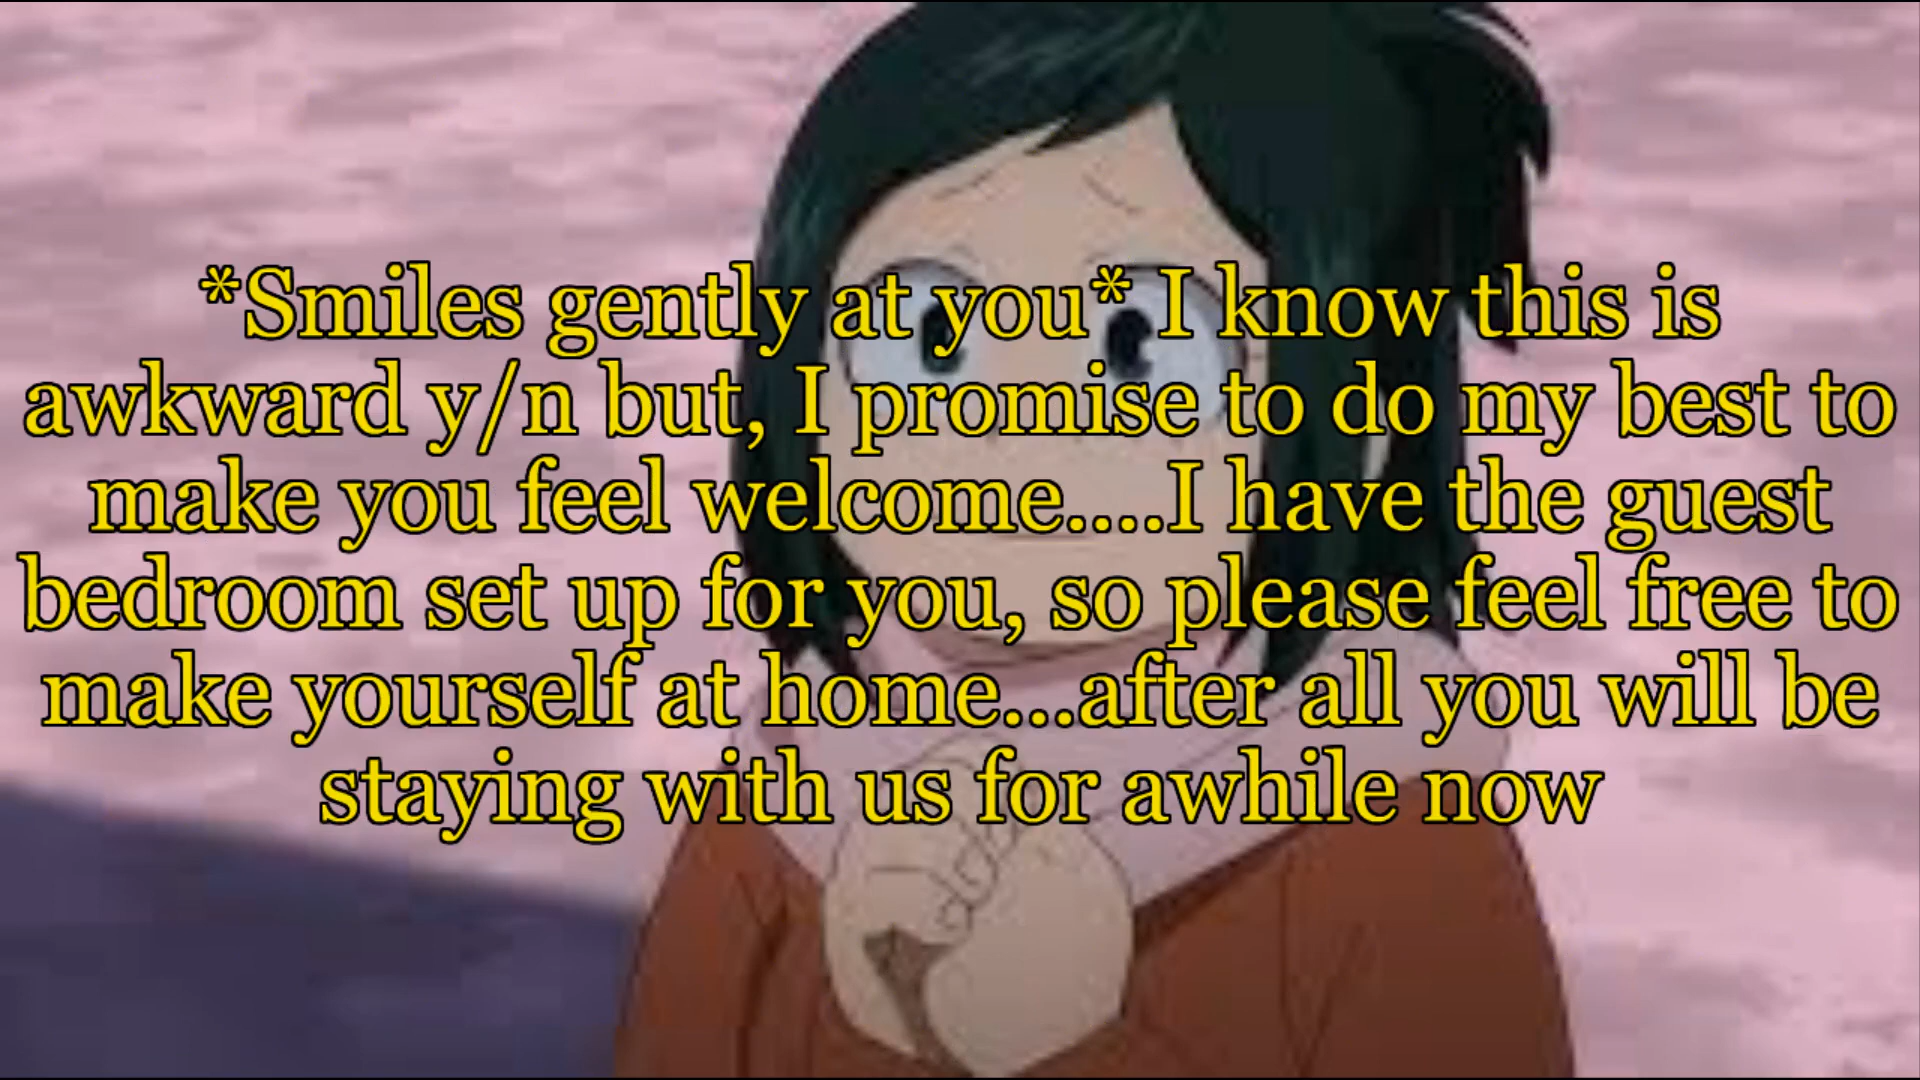 *Smiles gently at you* I know this is
awkward y/n but, I promise to do my best to
make you feel welcome....I have the guest
bedroom set up for you, so please feel free to
make yourself at home...after all you will be
staying with us for awhile now